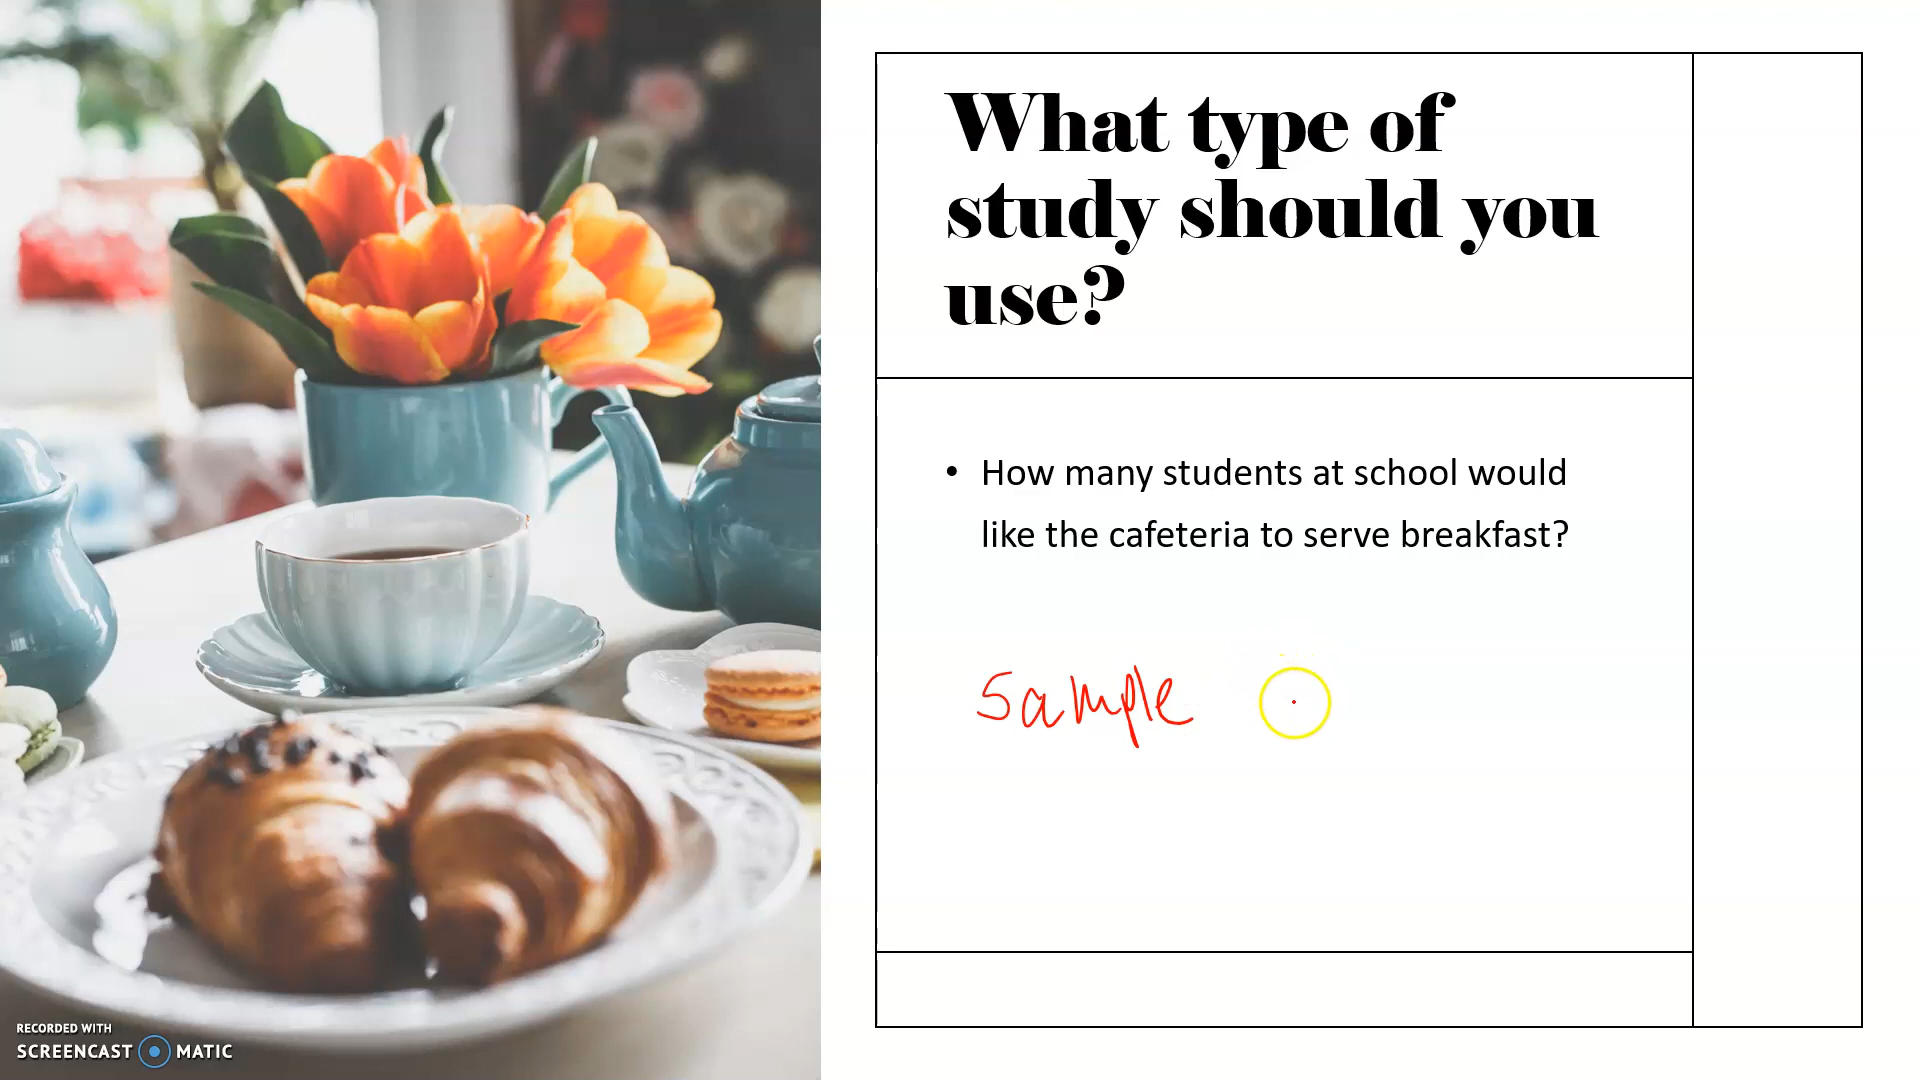 What type of
study should you
use?
• How many students at school would
like the cafeteria to serve breakfast?
Sample
RECORDED WITH
SCREENCAST MATIC